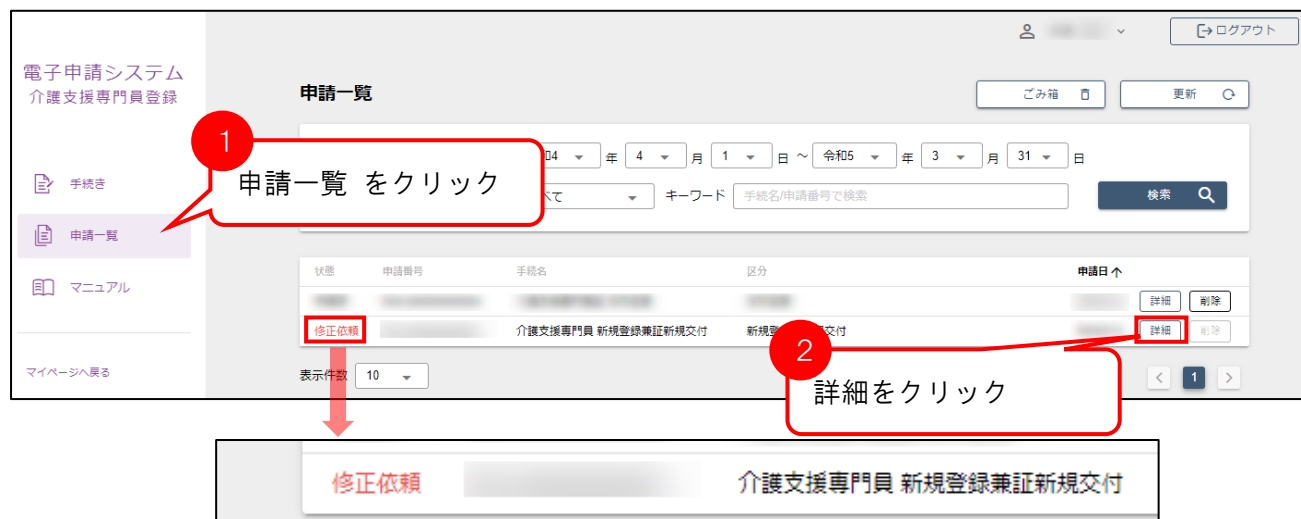 ログアウト
電子申請システム
介護支援専門員登録
申請一覧
ごみ箱
更新
1
申請一覧 をクリック
年 4 月 1 日 ～ 令和5 年 3 月 31 日
キーワード 手続名/申請番号で検索
検索
手続き
申請一覧
マニュアル
状態 申請番号 手続名 区分 申請日
詳細 削除
修正依頼 介護支援専門員 新規登録兼証新規交付 新規 交付 詳細 削除
2
詳細をクリック
マイページへ戻る
表示件数 10
1
修正依頼 介護支援専門員 新規登録兼証新規交付